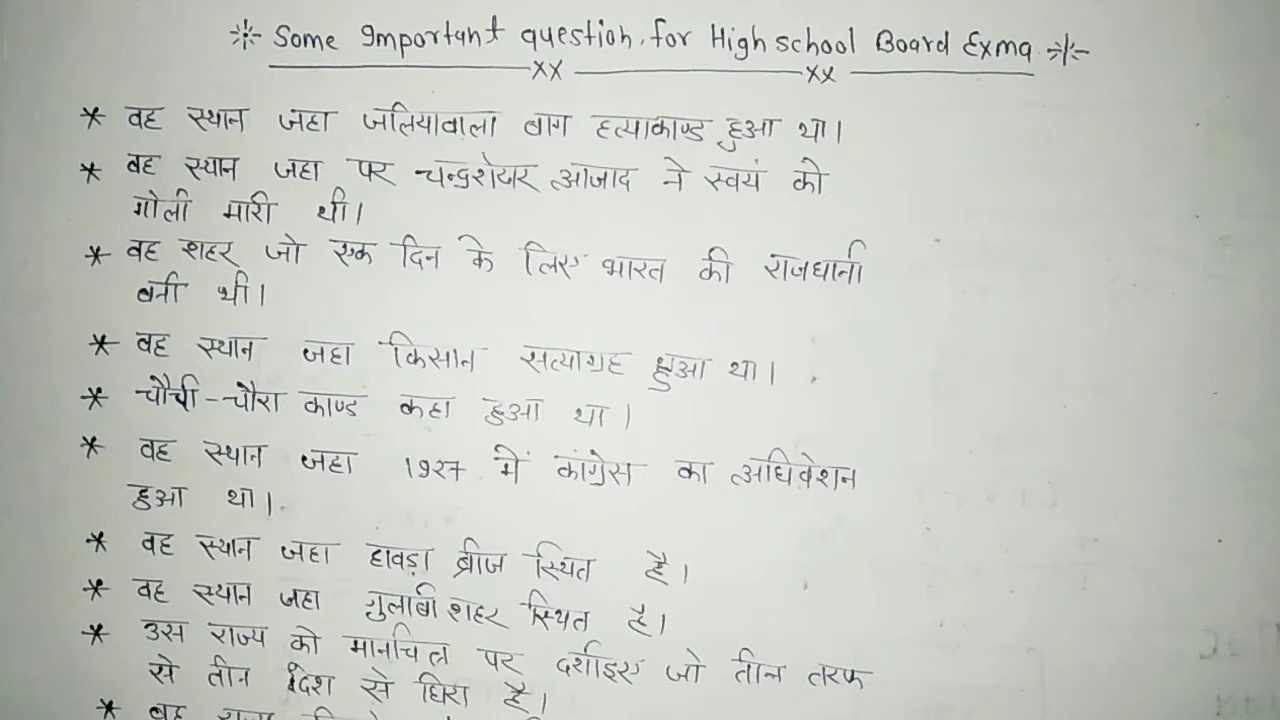 Some Important question. for High school Board Exma
xx xx
* वह स्थान जहा जलियावाला बाग हत्याकाण्ड हुआ था।
* वह स्थान जहा पर चन्द्रशेखर आजाद ने स्वयं को
गोली मारी थी।
* वह शहर जो एक दिन के लिए भारत की राजधानी
बनी थी।
* वह स्थान जहा किसान सत्याग्रह हुआ था।
* चौची-चौरा काण्ड कहा हुआ था।
* वह स्थान जहा 1927 में कांग्रेस का अधिवेशन
हुआ था।
* वह स्थान जहा हावड़ा ब्रीज स्थित है।
* वह स्थान जहा गुलाबी शहर स्थित है।
* उस राज्य को मानचित्र पर दर्शाइए जो तीन तरफ
से तीन देश से घिरा है।
* वह